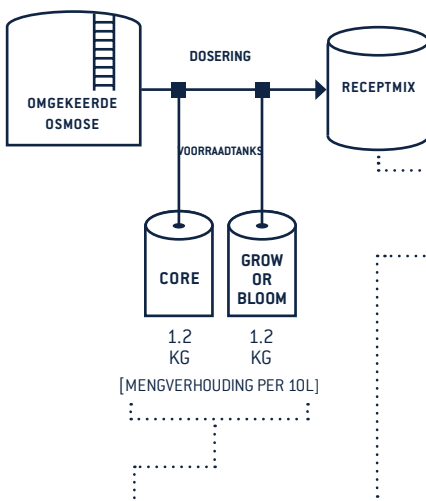 DOSERING
OMGEKEERDE
OSMOSE
RECEPTMIX
VOORRAADTANKS
CORE
GROW
OR
BLOOM
1.2
KG
1.2
KG
[MENGVERHOUDING PER 10L]